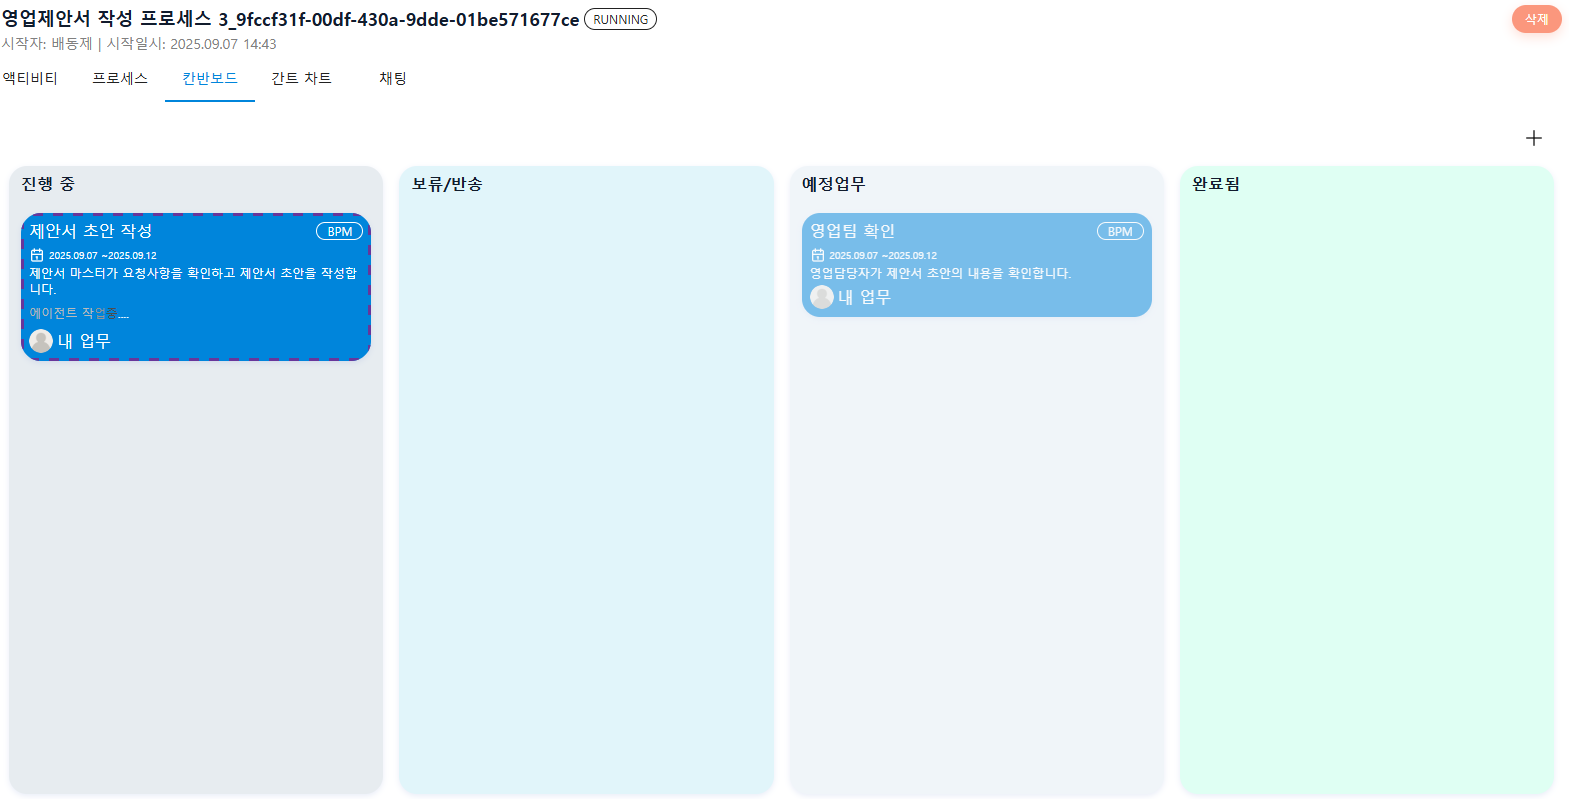 영업제안서 작성 프로세스 3_9fccf31f-00df-430a-9dde-01be571677ce RUNNING
삭제
시작자: 배동제 | 시작일시: 2025.09.07 14:43
액티비티 프로세스 칸반보드 간트 차트 채팅
진행 중
제안서 초안 작성 BPM
2025.09.07 ~2025.09.12
제안서 마스터가 요청사항을 확인하고 제안서 초안을 작성합
니다.
에이전트 작업중....
내 업무
보류/반송
예정업무
영업팀 확인 BPM
2025.09.07 ~2025.09.12
영업담당자가 제안서 초안의 내용을 확인합니다.
내 업무
완료됨